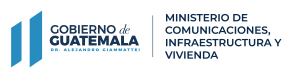 GOBIERNO de
GUATEMALA
DR. ALEJANDRO GIAMMATTEI
MINISTERIO DE
COMUNICACIONES,
INFRAESTRUCTURA Y
VIVIENDA